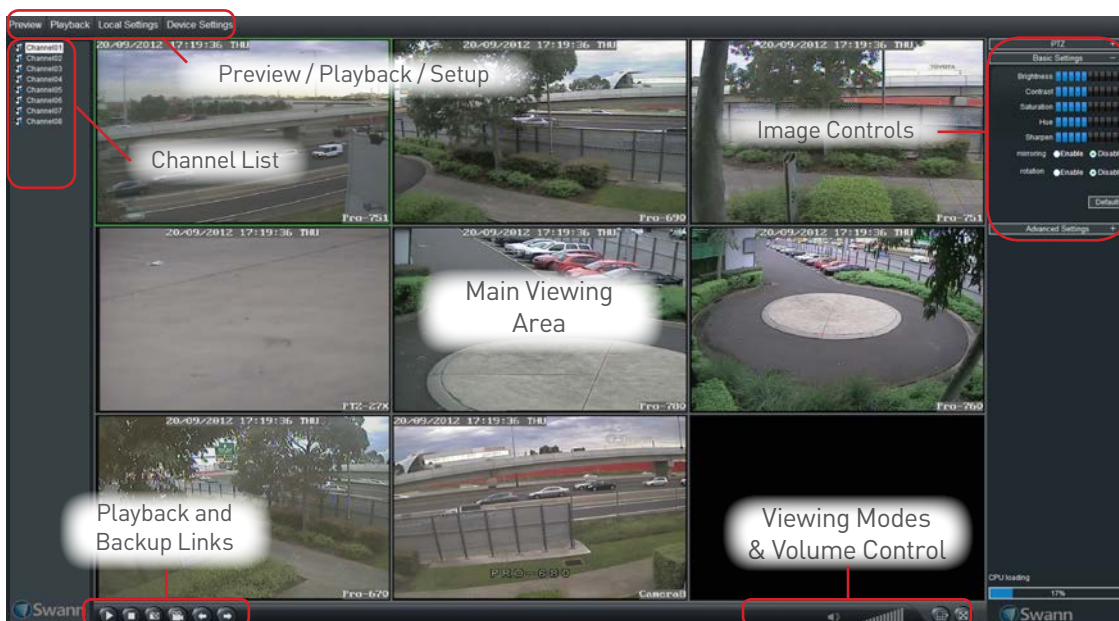 Preview Playback Local Settings Device Settings
Channel01
Channel02
Channel03
Channel04
Channel05
Channel06
Channel07
Channel08
20/09/2012 17:19:36 THU
20/09/2012 17:19:36 THU
20/09/2012 17:19:36 THU
Preview / Playback / Setup
Channel List
Image Controls
TOYOTA
Pro-751
Pro-690
Pro-751
PTZ
Basic Settings
Brightness
Contrast
Saturation
Hue
Sharpen
mirroring Enable Disabl
rotation Enable Disabl
Default
Advanced Settings +
20/09/2012 17:19:36 THU
20/09/2012 17:19:36 THU
20/09/2012 17:19:36 THU
Main Viewing
Area
PTZ-27X
Pro-780
Pro-760
20/09/2012 17:19:36 THU
20/09/2012 17:19:36 THU
Playback and
Backup Links
Viewing Modes
& Volume Control
PRO-680
Pro-670
Camera8
CPU loading
17%
Swann
Swann